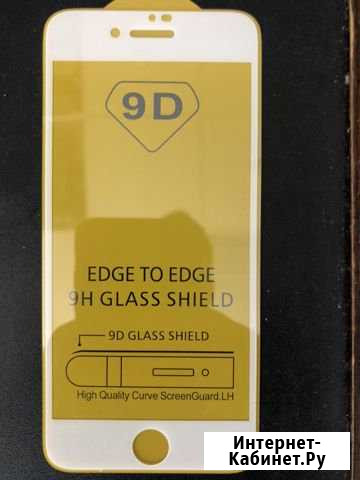 9D
EDGE TO EDGE
9H GLASS SHIELD
9D GLASS SHIELD
High Quality Curve ScreenGuard.LH
Интернет-
Кабинет.Ру